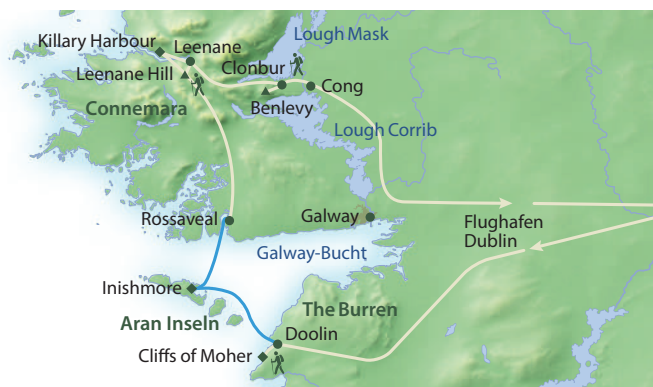 Lough Mask
Killary Harbour
Leenane
Leenane Hill
Clonbur
Cong
Benlevy
Connemara
Lough Corrib
Rossaveal
Galway
Flughafen
Dublin
Galway-Bucht
Inishmore
The Burren
Aran Inseln
Doolin
Cliffs of Moher